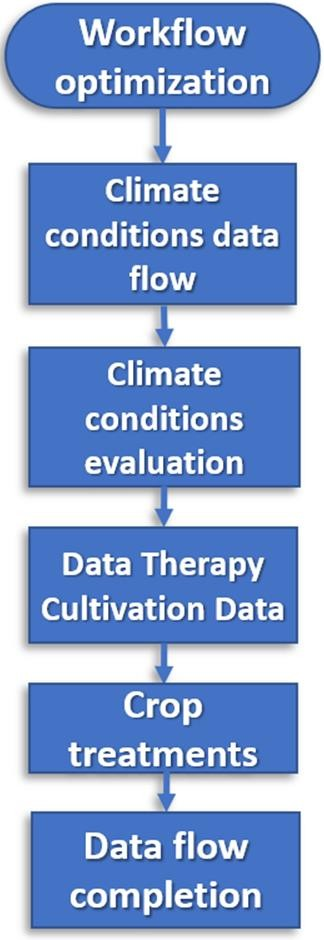 Workflow
optimization
Climate
conditions data
flow
Climate
conditions
evaluation
Data Therapy
Cultivation Data
Crop
treatments
Data flow
completion